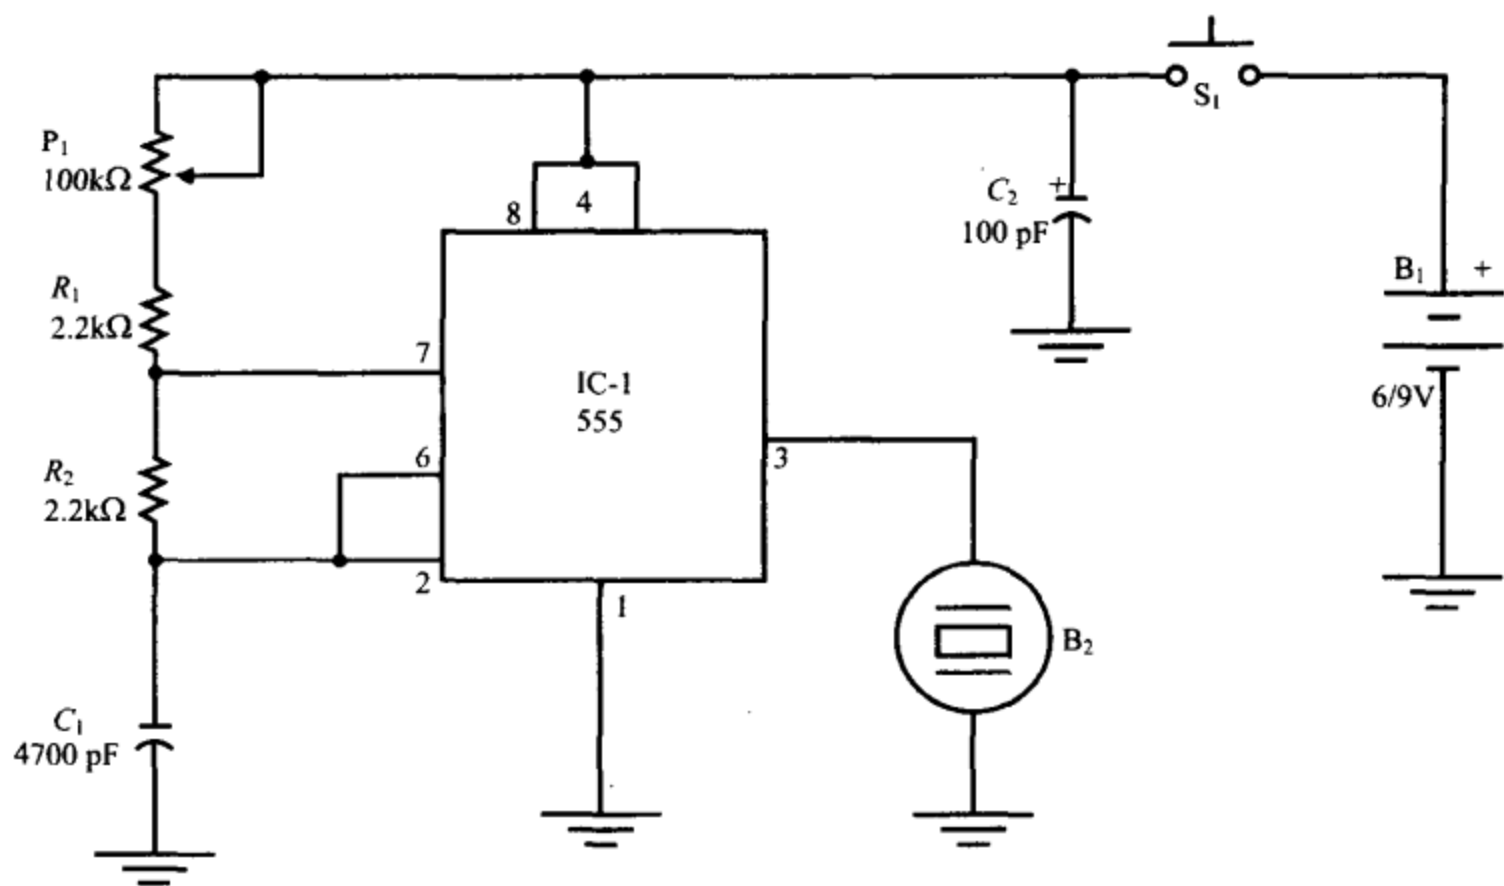 S₁
P₁
100kΩ
8
4
C₂
+
100 pF
B₁
+
R₁
2.2kΩ
7
IC-1
555
6/9V
R₂
2.2kΩ
6
3
2
1
B₂
C₁
4700 pF